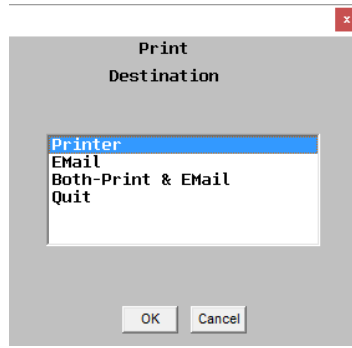 x
Print
Destination
Printer
EMail
Both-Print & EMail
Quit
OK Cancel